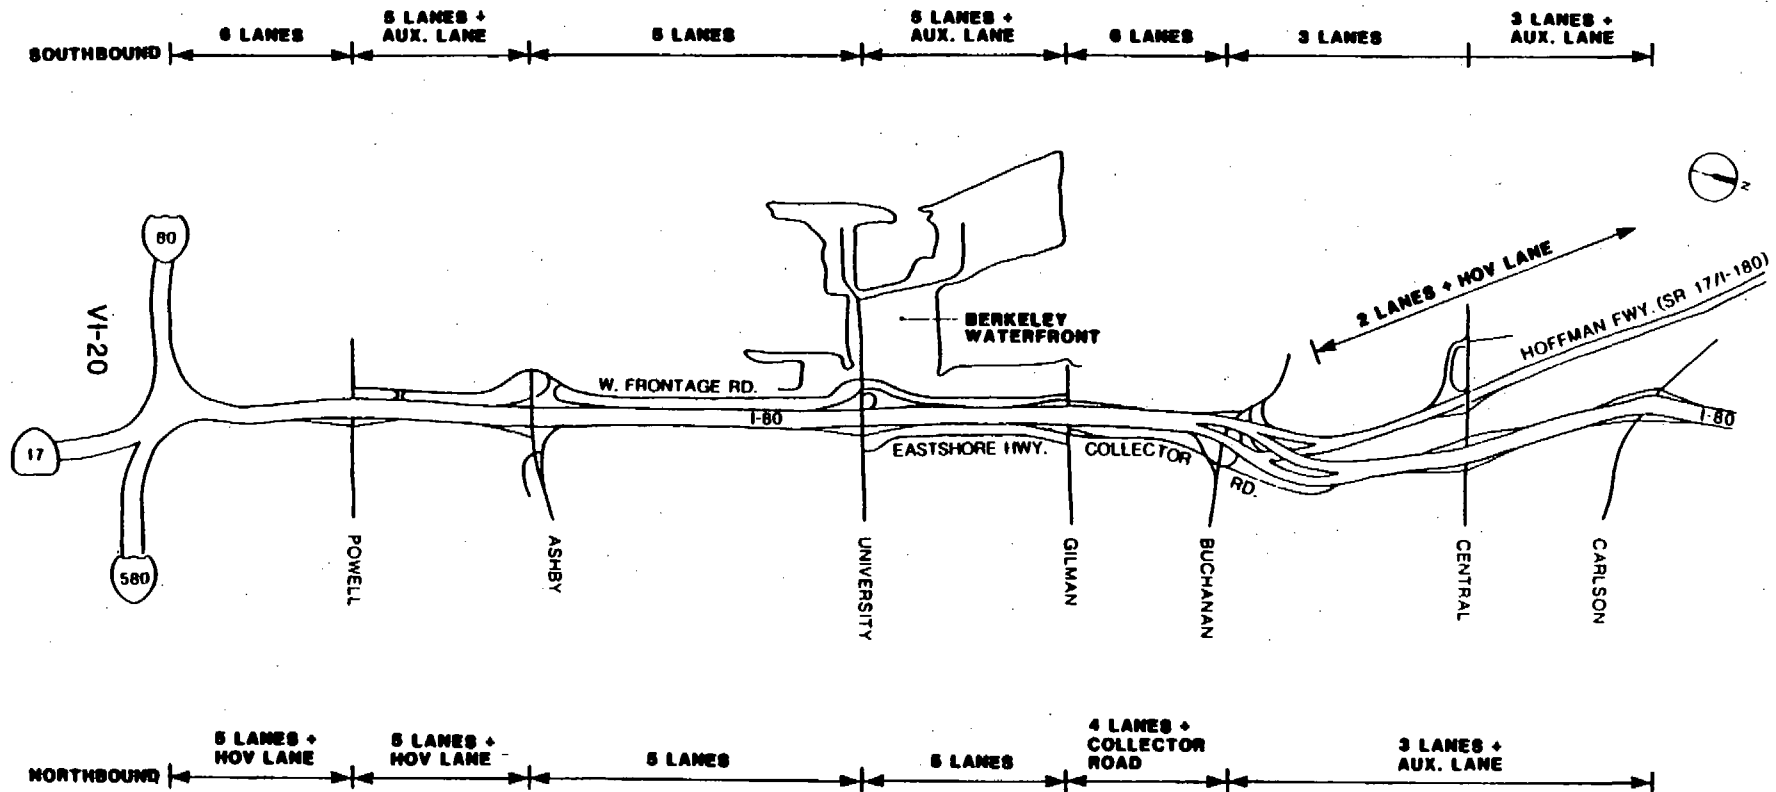 SOUTHBOUND
6 LANES
5 LANES +
AUX. LANE
5 LANES
5 LANES +
AUX. LANE
6 LANES
3 LANES
3 LANES +
AUX. LANE
N
80
17
580
VI-20
BERKELEY
WATERFRONT
W. FRONTAGE RD.
I-80
EASTSHORE HWY.
COLLECTOR
RD.
2 LANES + HOV LANE
HOFFMAN FWY. (SR 17/I-180)
I-80
POWELL
ASHBY
UNIVERSITY
GILMAN
BUCHANAN
CENTRAL
CARLSON
NORTHBOUND
5 LANES +
HOV LANE
5 LANES +
HOV LANE
5 LANES
5 LANES
4 LANES +
COLLECTOR
ROAD
3 LANES +
AUX. LANE